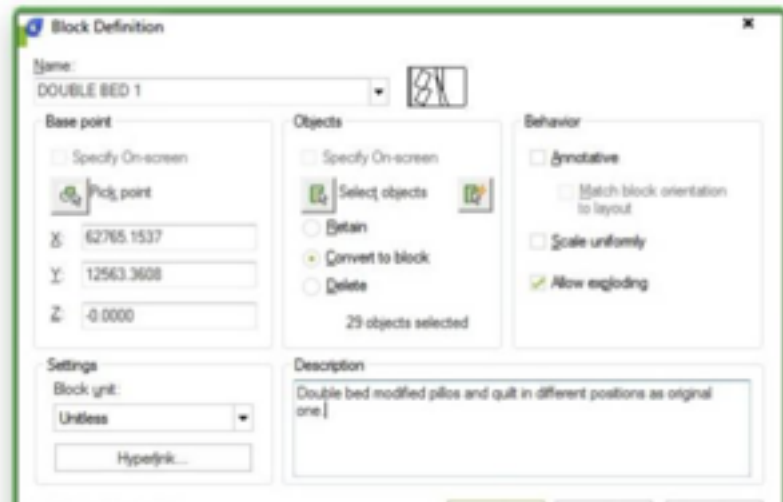 Block Definition
Name:
DOUBLE BED 1
Base point
Specify On-screen
Pick point
X: 62765.1537
Y: 12563.3608
Z: -0.0000
Objects
Specify On-screen
Select objects
Retain
Convert to block
Delete
29 objects selected
Behavior
Annotative
Match block orientation
to layout
Scale uniformly
Allow exploding
Settings
Block unit:
Unitless
Hyperlink...
Description
Double bed modified pillos and quilt in different positions as original
one.